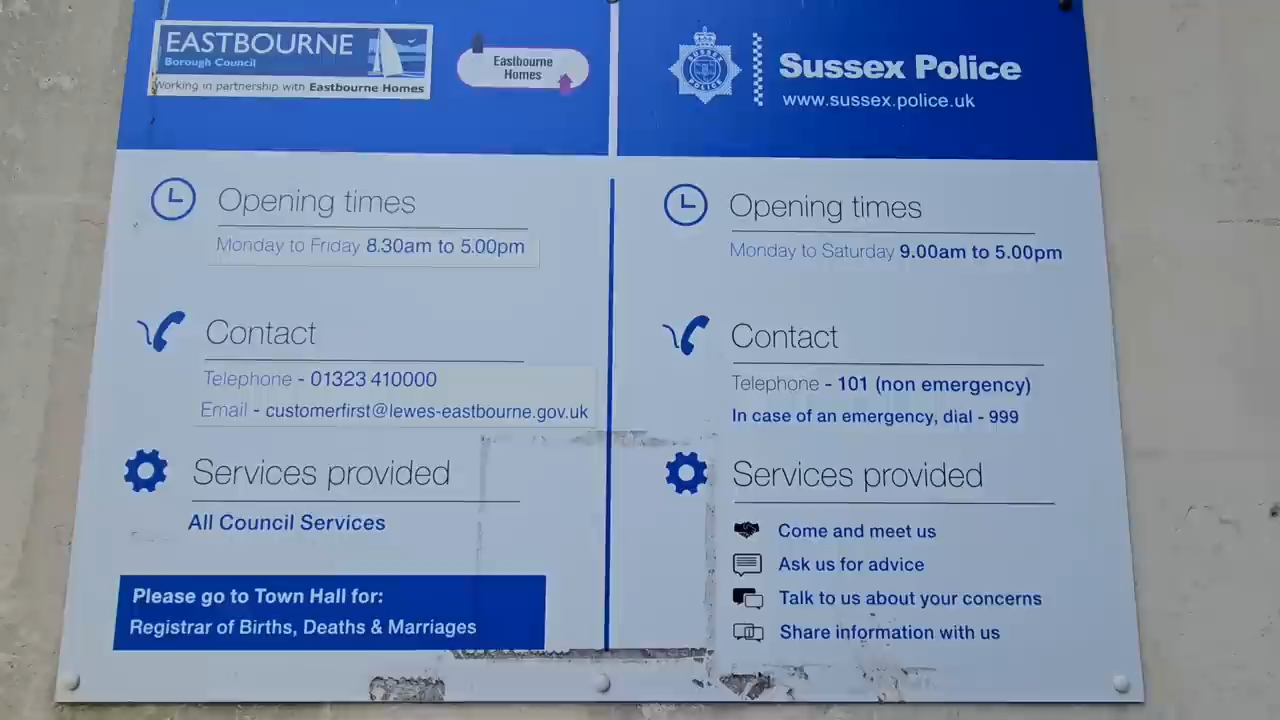 EASTBOURNE
Borough Council
Working in partnership with Eastbourne Homes
Eastbourne
Homes
Opening times
Monday to Friday 8.30am to 5.00pm
Contact
Telephone - 01323 410000
Email - customerfirst@lewes-eastbourne.gov.uk
Services provided
All Council Services
Please go to Town Hall for:
Registrar of Births, Deaths & Marriages
SUSSEX
POLICE
Sussex Police
www.sussex.police.uk
Opening times
Monday to Saturday 9.00am to 5.00pm
Contact
Telephone - 101 (non emergency)
In case of an emergency, dial - 999
Services provided
Come and meet us
Ask us for advice
Talk to us about your concerns
Share information with us